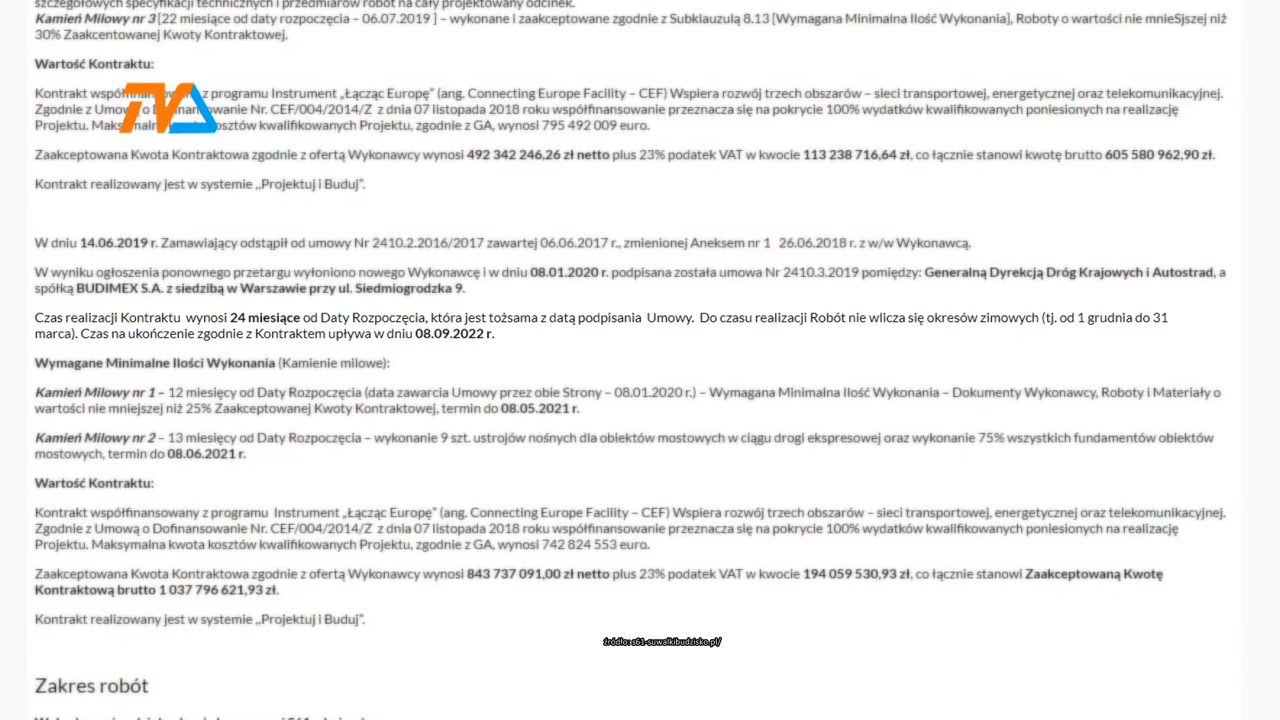 szczegółowych specyfikacji technicznych i przedmiarów robót na cały projektowany odcinek.
Kamień Milowy nr 3 [22 miesiące od daty rozpoczęcia – 06.07.2019 ] – wykonane i zaakceptowane zgodnie z Subklauzulą 8.13 [Wymagana Minimalna Ilość Wykonania], Roboty o wartości nie mnieSjszej niż
30% Zaakcentowanej Kwoty Kontraktowej.
Wartość Kontraktu:
Kontrakt z programu Instrument „Łącząc Europę” (ang. Connecting Europe Facility – CEF) Wspiera rozwój trzech obszarów – sieci transportowej, energetycznej oraz telekomunikacyjnej.
Zgodnie z Nr. CEF/004/2014/Z z dnia 07 listopada 2018 roku współfinansowanie przeznacza się na pokrycie 100% wydatków kwalifikowanych poniesionych na realizację
Projektu. kosztów kwalifikowanych Projektu, zgodnie z GA, wynosi 795 492 009 euro.
Zaakceptowana Kwota Kontraktowa zgodnie z ofertą Wykonawcy wynosi 492 342 246,26 zł netto plus 23% podatek VAT w kwocie 113 238 716,64 zł, co łącznie stanowi kwotę brutto 605 580 962,90 zł.
Kontrakt realizowany jest w systemie „Projektuj i Buduj”.
W dniu 14.06.2019 r. Zamawiający odstąpił od umowy Nr 2410.2.2016/2017 zawartej 06.06.2017 r., zmienionej Aneksem nr 1 26.06.2018 r. z w/w Wykonawcą.
W wyniku ogłoszenia ponownego przetargu wyłoniono nowego Wykonawcę i w dniu 08.01.2020 r. podpisana została umowa Nr 2410.3.2019 pomiędzy: Generalną Dyrekcją Dróg Krajowych i Autostrad, a
spółką BUDIMEX S.A. z siedzibą w Warszawie przy ul. Siedmiogrodzka 9.
Czas realizacji Kontraktu wynosi 24 miesiące od Daty Rozpoczęcia, która jest tożsama z datą podpisania Umowy. Do czasu realizacji Robót nie wlicza się okresów zimowych (tj. od 1 grudnia do 31
marca). Czas na ukończenie zgodnie z Kontraktem upływa w dniu 08.09.2022 r.
Wymagane Minimalne Ilości Wykonania (Kamienie milowe):
Kamień Milowy nr 1 – 12 miesięcy od Daty Rozpoczęcia (data zawarcia Umowy przez obie Strony – 08.01.2020 r.) – Wymagana Minimalna Ilość Wykonania – Dokumenty Wykonawcy, Roboty i Materiały o
wartości nie mniejszej niż 25% Zaakceptowanej Kwoty Kontraktowej, termin do 08.05.2021 r.
Kamień Milowy nr 2 – 13 miesięcy od Daty Rozpoczęcia – wykonanie 9 szt. ustrojów nośnych dla obiektów mostowych w ciągu drogi ekspresowej oraz wykonanie 75% wszystkich fundamentów obiektów
mostowych, termin do 08.06.2021 r.
Wartość Kontraktu:
Kontrakt współfinansowany z programu Instrument „Łącząc Europę” (ang. Connecting Europe Facility – CEF) Wspiera rozwój trzech obszarów – sieci transportowej, energetycznej oraz telekomunikacyjnej.
Zgodnie z Umową o Dofinansowanie Nr. CEF/004/2014/Z z dnia 07 listopada 2018 roku współfinansowanie przeznacza się na pokrycie 100% wydatków kwalifikowanych poniesionych na realizację
Projektu. Maksymalna kwota kosztów kwalifikowanych Projektu, zgodnie z GA, wynosi 742 824 553 euro.
Zaakceptowana Kwota Kontraktowa zgodnie z ofertą Wykonawcy wynosi 843 737 091,00 zł netto plus 23% podatek VAT w kwocie 194 059 530,93 zł, co łącznie stanowi Zaakceptowaną Kwotę
Kontraktową brutto 1 037 796 621,93 zł.
Kontrakt realizowany jest w systemie „Projektuj i Buduj”.
źródło: s61-suwalkibudzisko.pl/
Zakres robót